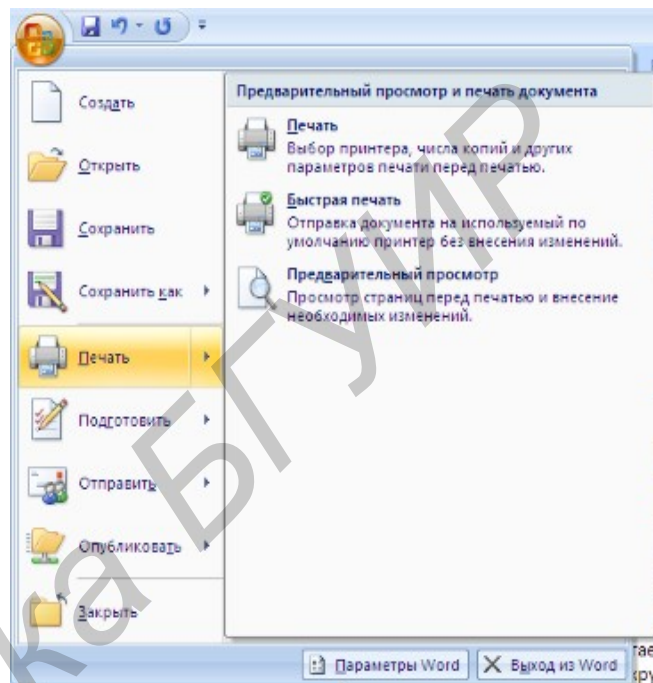 Создать
Открыть
Сохранить
Сохранить как
Печать
Подготовить
Отправить
Опубликовать
Закрыть
Предварительный просмотр и печать документа
Печать
Выбор принтера, числа копий и других
параметров печати перед печатью.
Быстрая печать
Отправка документа на используемый по
умолчанию принтер без внесения изменений.
Предварительный просмотр
Просмотр страниц перед печатью и внесение
необходимых изменений.
Параметры Word
Выход из Word
ка БГУИР